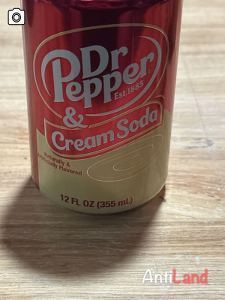 Dr
Pepper
Est 1885
&
Cream Soda
Naturally &
Artificially Flavored
12 FL OZ (355 mL)
AntiLand